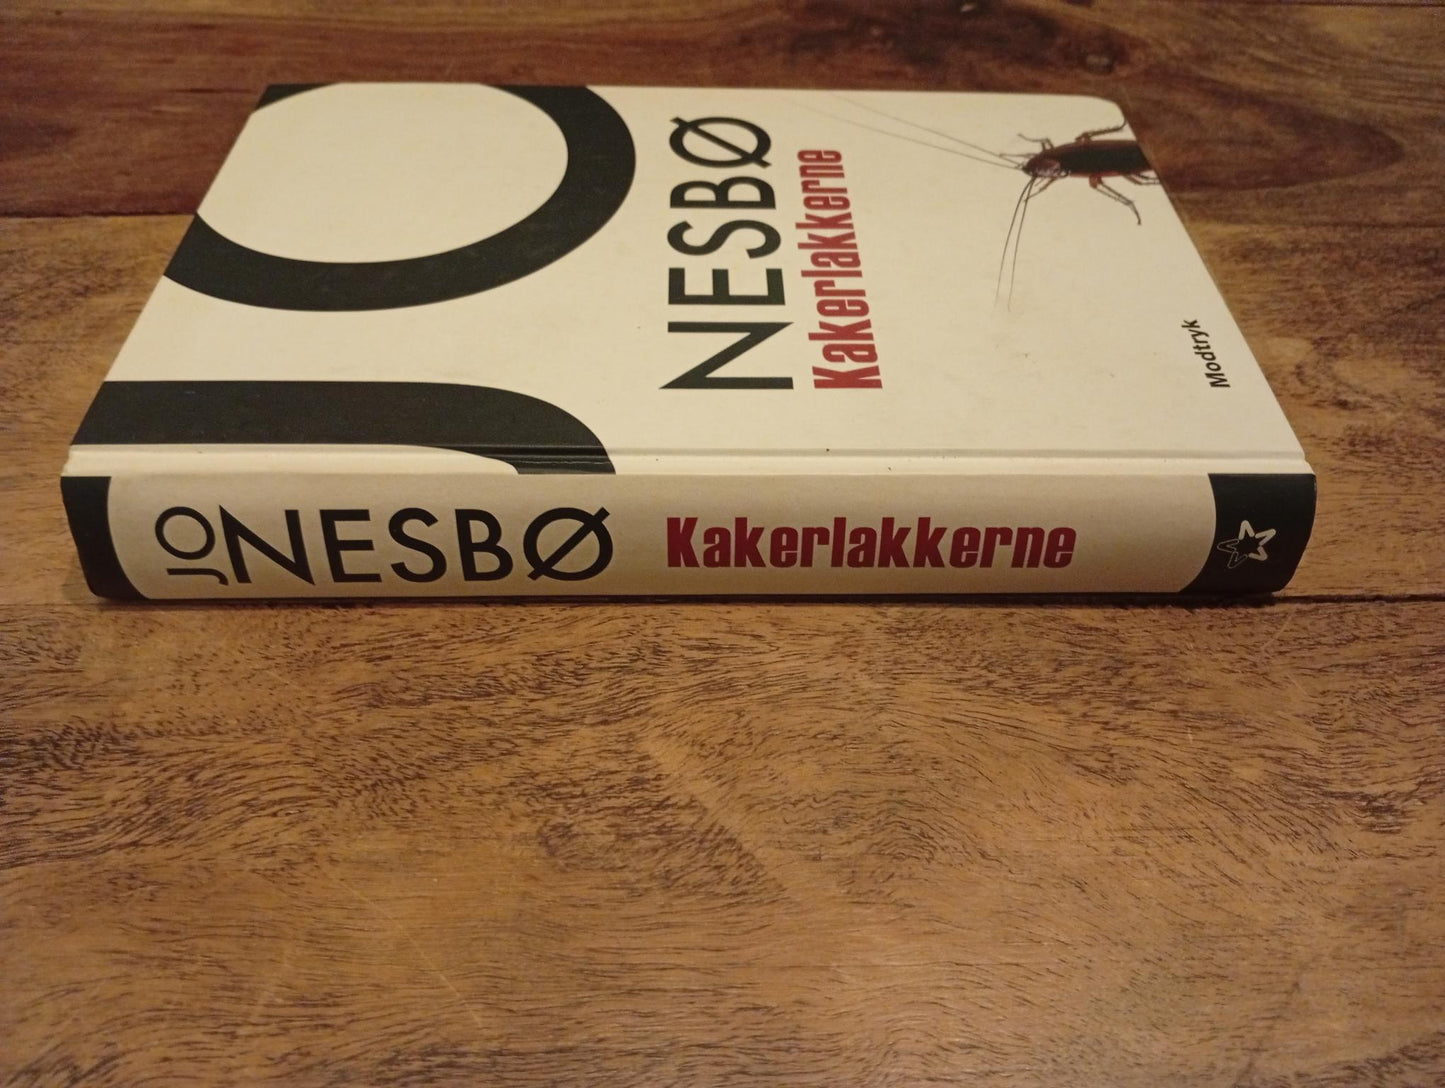 JO
NESBØ
Kakerlakkerne
Modtryk
JO NESBØ Kakerlakkerne